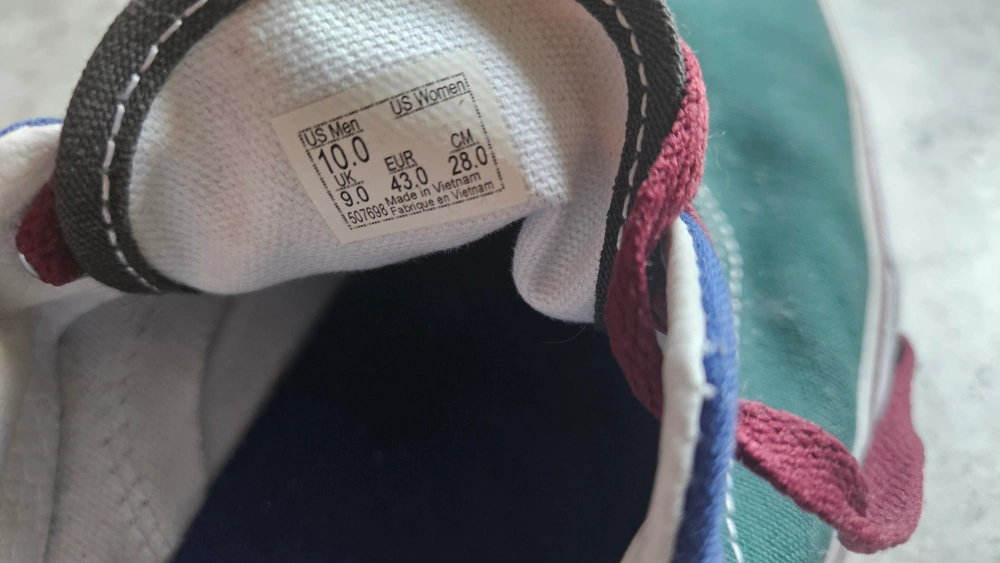 US Men US Women
10.0
UK EUR CM
9.0 43.0 28.0
Made in Vietnam
507698 Fabrique en Vietnam